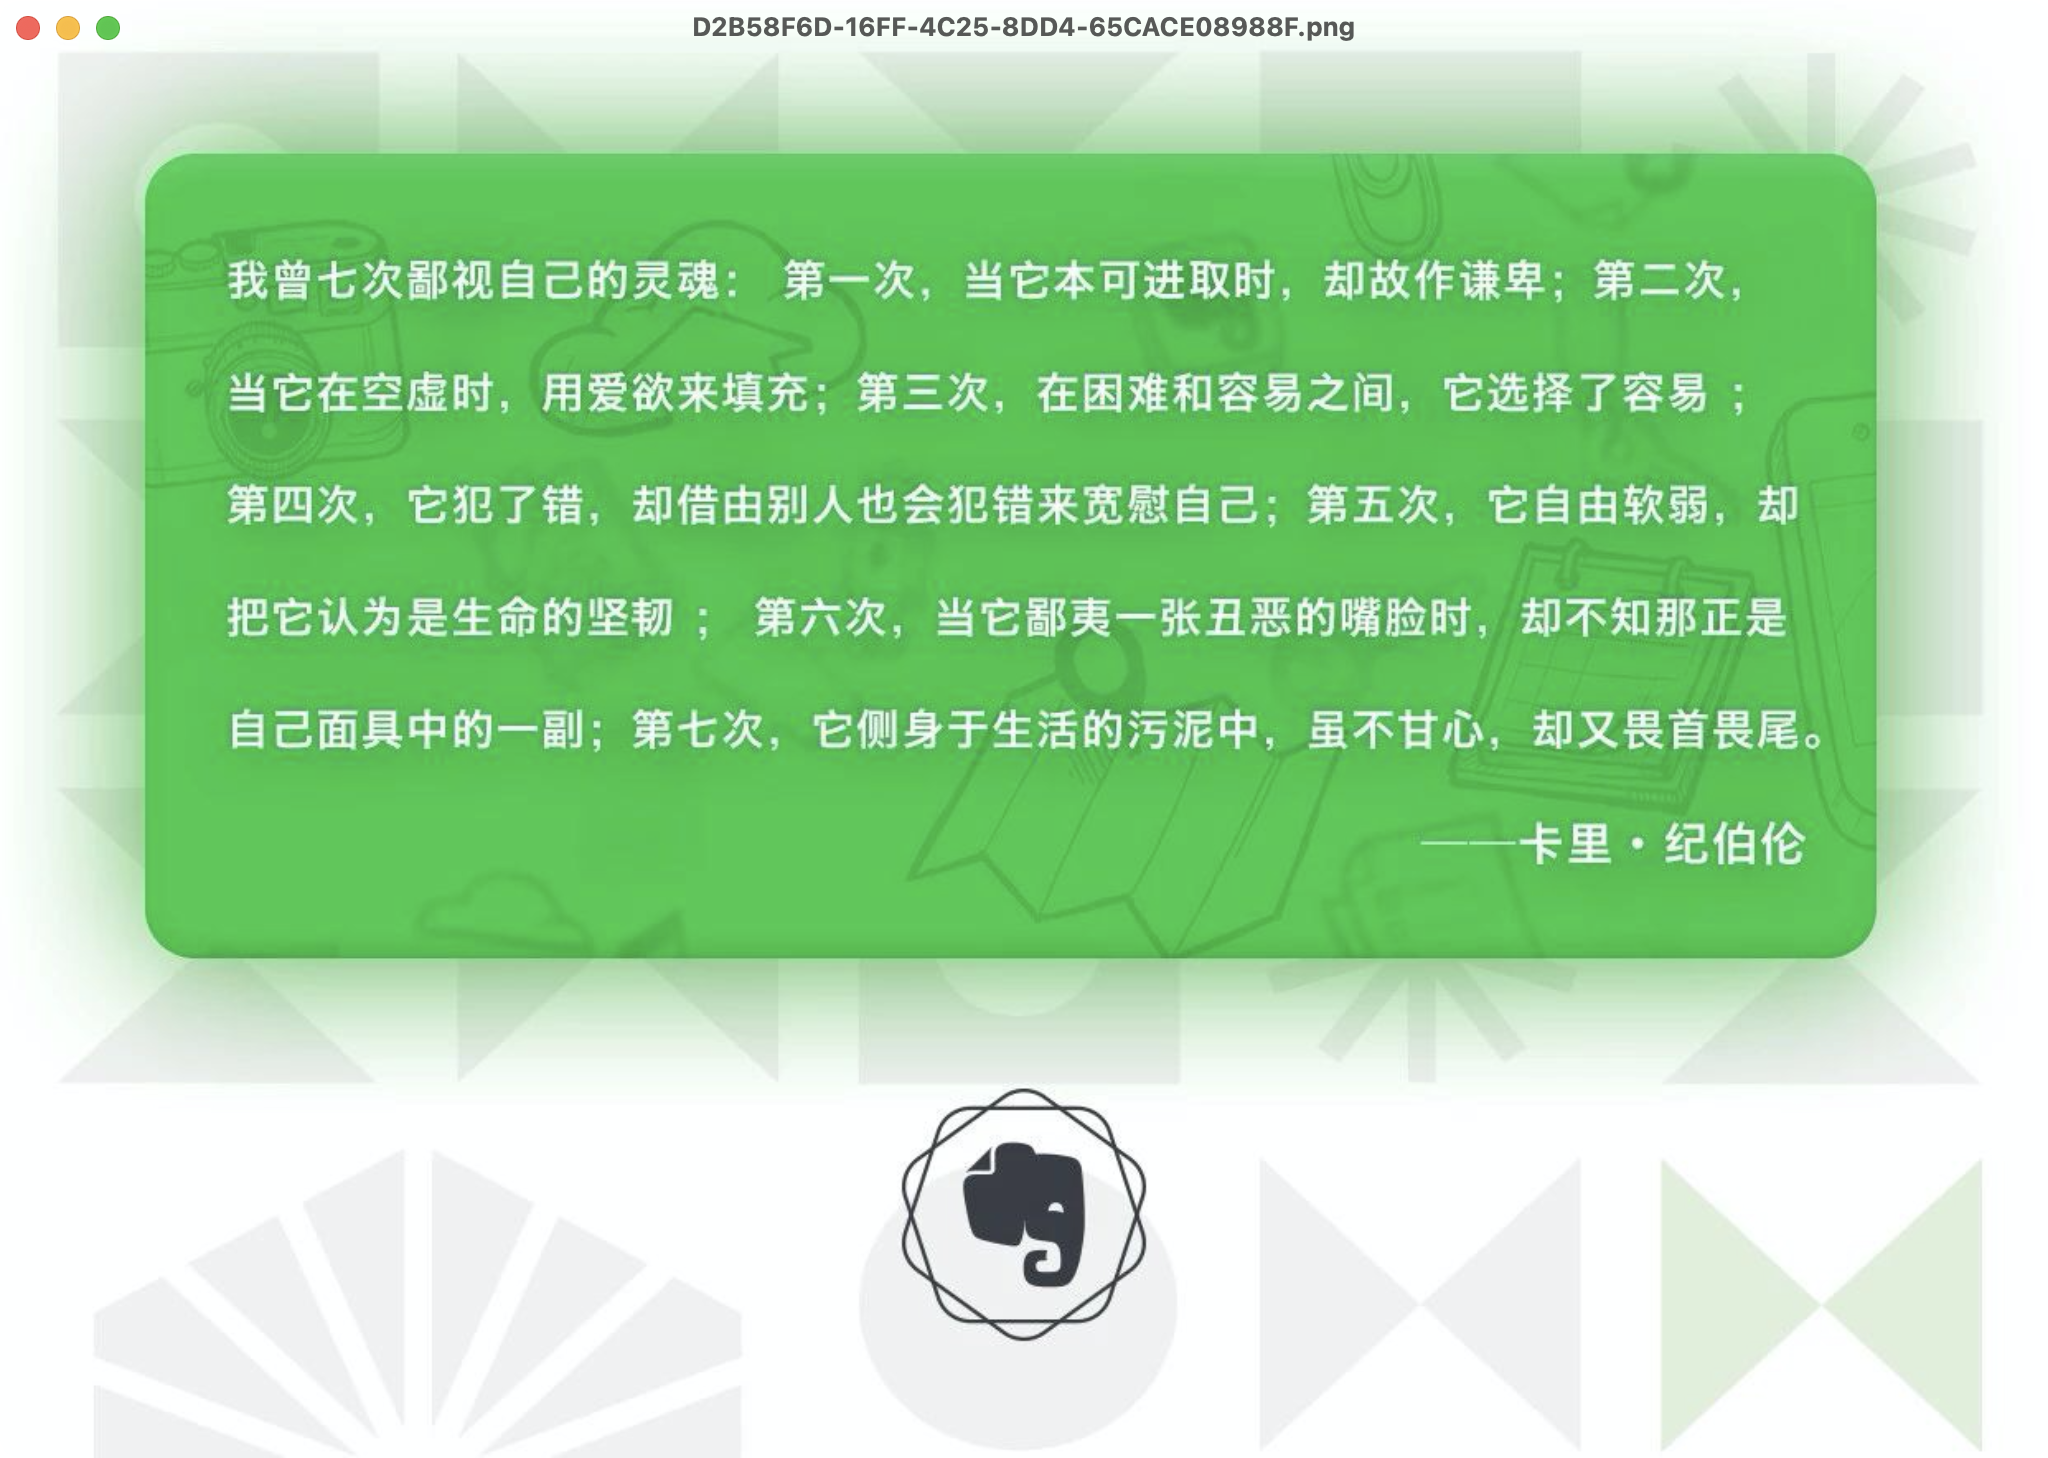 D2B58F6D-16FF-4C25-8DD4-65CACE08988F.png
我曾七次鄙视自己的灵魂： 第一次，当它本可进取时，却故作谦卑；第二次，
当它在空虚时，用爱欲来填充；第三次，在困难和容易之间，它选择了容易 ；
第四次，它犯了错，却借由别人也会犯错来宽慰自己；第五次，它自由软弱，却
把它认为是生命的坚韧 ； 第六次，当它鄙夷一张丑恶的嘴脸时，却不知那正是
自己面具中的一副；第七次，它侧身于生活的污泥中，虽不甘心，却又畏首畏尾。
——卡里·纪伯伦